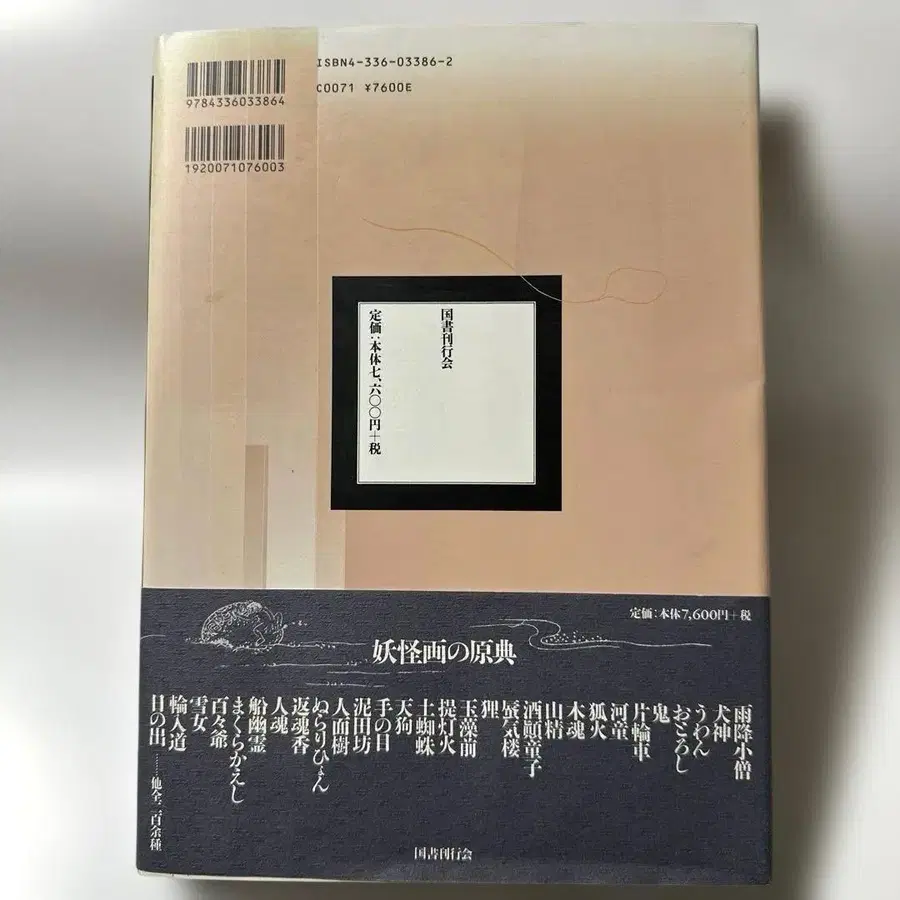 ISBN4-336-03386-2
9784336033864
C0071 ¥7600E
1920071076003
国書刊行会
定価：本体七、六〇〇円＋税
定価：本体7,600円＋税
妖怪画の原典
雨降小僧
犬神
うわん
おどろし
鬼
片輪車
河童
狐火
木魂
山精
酒顚童子
蜃気楼
狸
玉藻前
提灯火
土蜘蛛
天狗
手の目
泥田坊
人面樹
ぬらりひょん
返魂香
人魂
船幽霊
まくらかえし
百々爺
雪女
輪入道
日の出……他全二百余種
国書刊行会